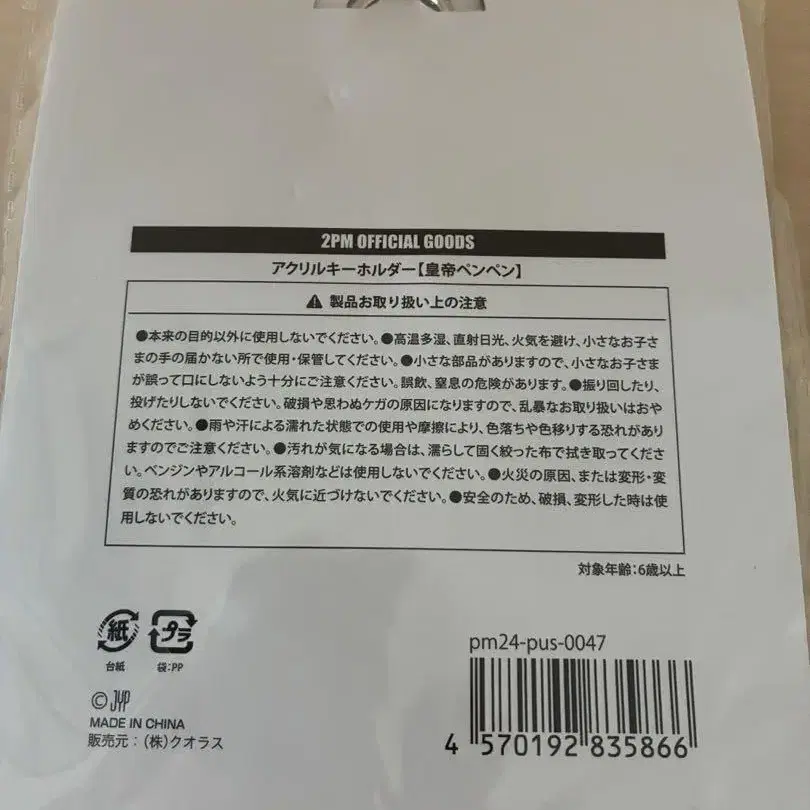 2PM OFFICIAL GOODS
アクリルキーホルダー【皇帝ペンペン】
製品お取り扱い上の注意
●本来の目的以外に使用しないでください。●高温多湿、直射日光、火気を避け、小さなお子さ
まの手の届かない所で使用・保管してください。●小さな部品がありますので、小さなお子さま
が誤って口にしないよう十分にご注意ください。誤飲、窒息の危険があります。●振り回したり、
投げたりしないでください。破損や思わぬケガの原因になりますので、乱暴なお取り扱いはおや
めください。●雨や汗による濡れた状態での使用や摩擦により、色落ちや色移りする恐れがあり
ますのでご注意ください。●汚れが気になる場合は、濡らして固く絞った布で拭き取ってくださ
い。ベンジンやアルコール系溶剤などは使用しないでください。●火災の原因、または変形・変
質の恐れがありますので、火気に近づけないでください。●安全のため、破損、変形した時は使
用しないでください。
対象年齢:6歳以上
紙 プラ
台紙 袋:PP
pm24-pus-0047
© JYP
MADE IN CHINA
販売元:(株)クオラス
4 570192 835866